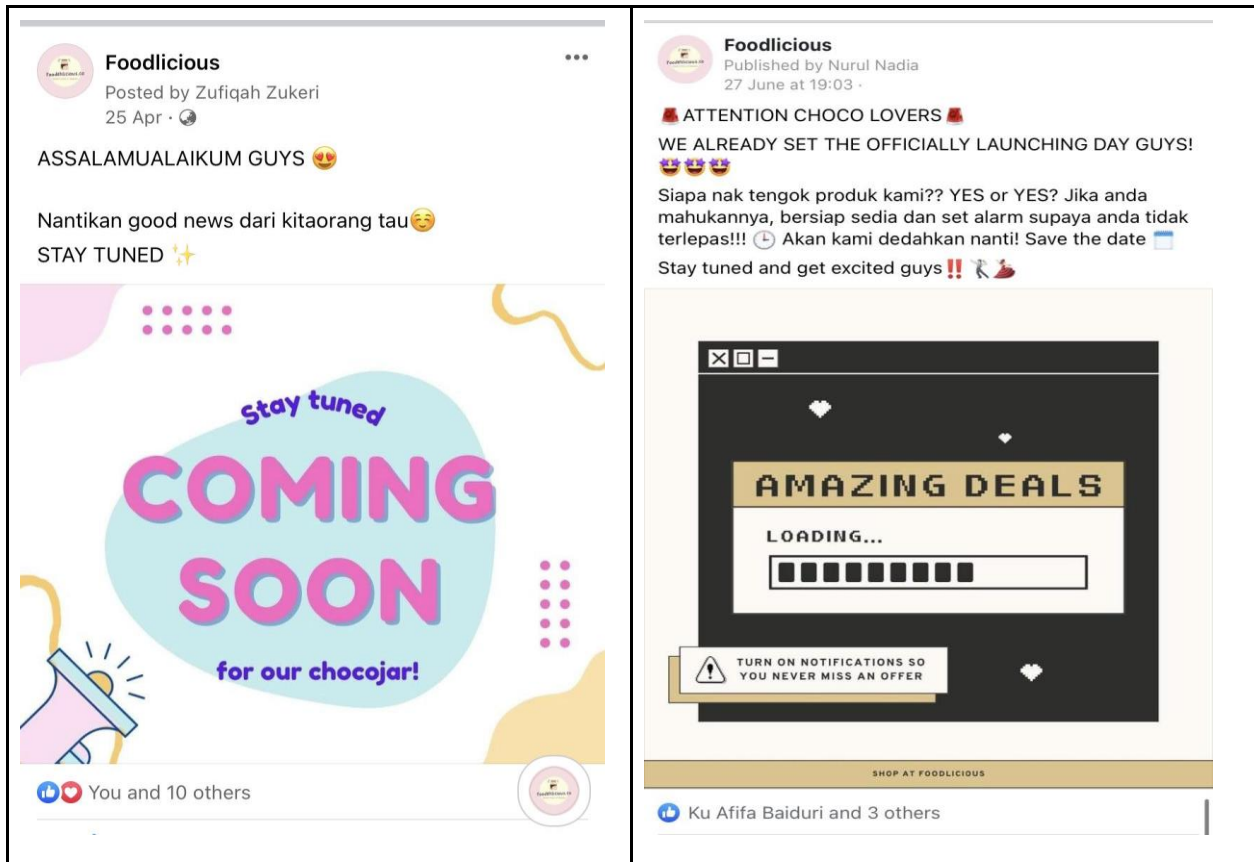 Foodlicious
Posted by Zufiqah Zukeri
25 Apr ·
ASSALAMUALAIKUM GUYS 😍
Nantikan good news dari kitaorang tau☺️
STAY TUNED ✨
Stay tuned
COMING
SOON
for our chocojar!
You and 10 others
Foodlicious
Published by Nurul Nadia
27 June at 19:03 ·
ATTENTION CHOCO LOVERS
WE ALREADY SET THE OFFICIALLY LAUNCHING DAY GUYS!
🤩🤩🤩
Siapa nak tengok produk kami?? YES or YES? Jika anda
mahukannya, bersiap sedia dan set alarm supaya anda tidak
terlepas!!! 🕒 Akan kami dedahkan nanti! Save the date 🗓️
Stay tuned and get excited guys‼️🕺💃
AMAZING DEALS
LOADING...
TURN ON NOTIFICATIONS SO
YOU NEVER MISS AN OFFER
SHOP AT FOODLICIOUS
Ku Afifa Baiduri and 3 others